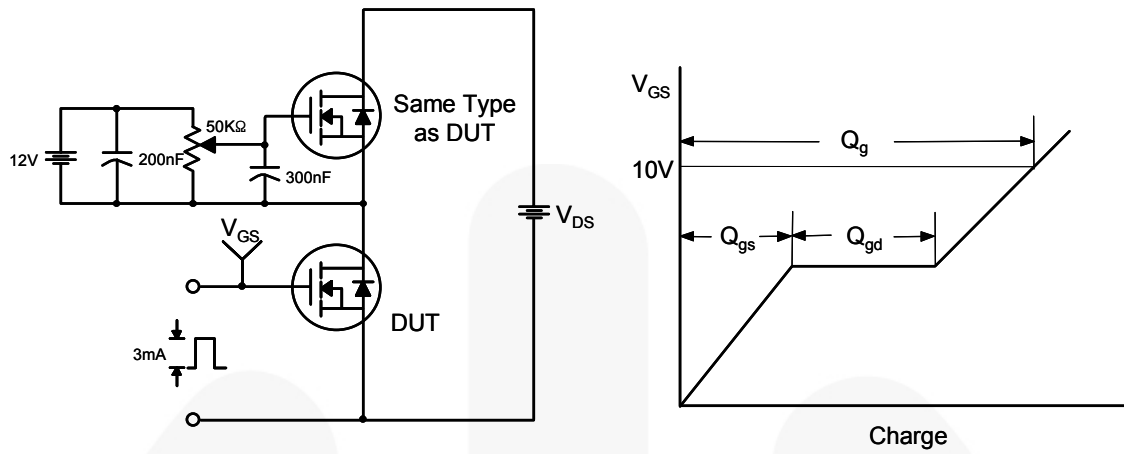 Same Type
as DUT
50KΩ
12V
200nF
300nF
V_GS
V_DS
DUT
3mA
V_GS
Q_g
10V
Q_gs
Q_gd
Charge